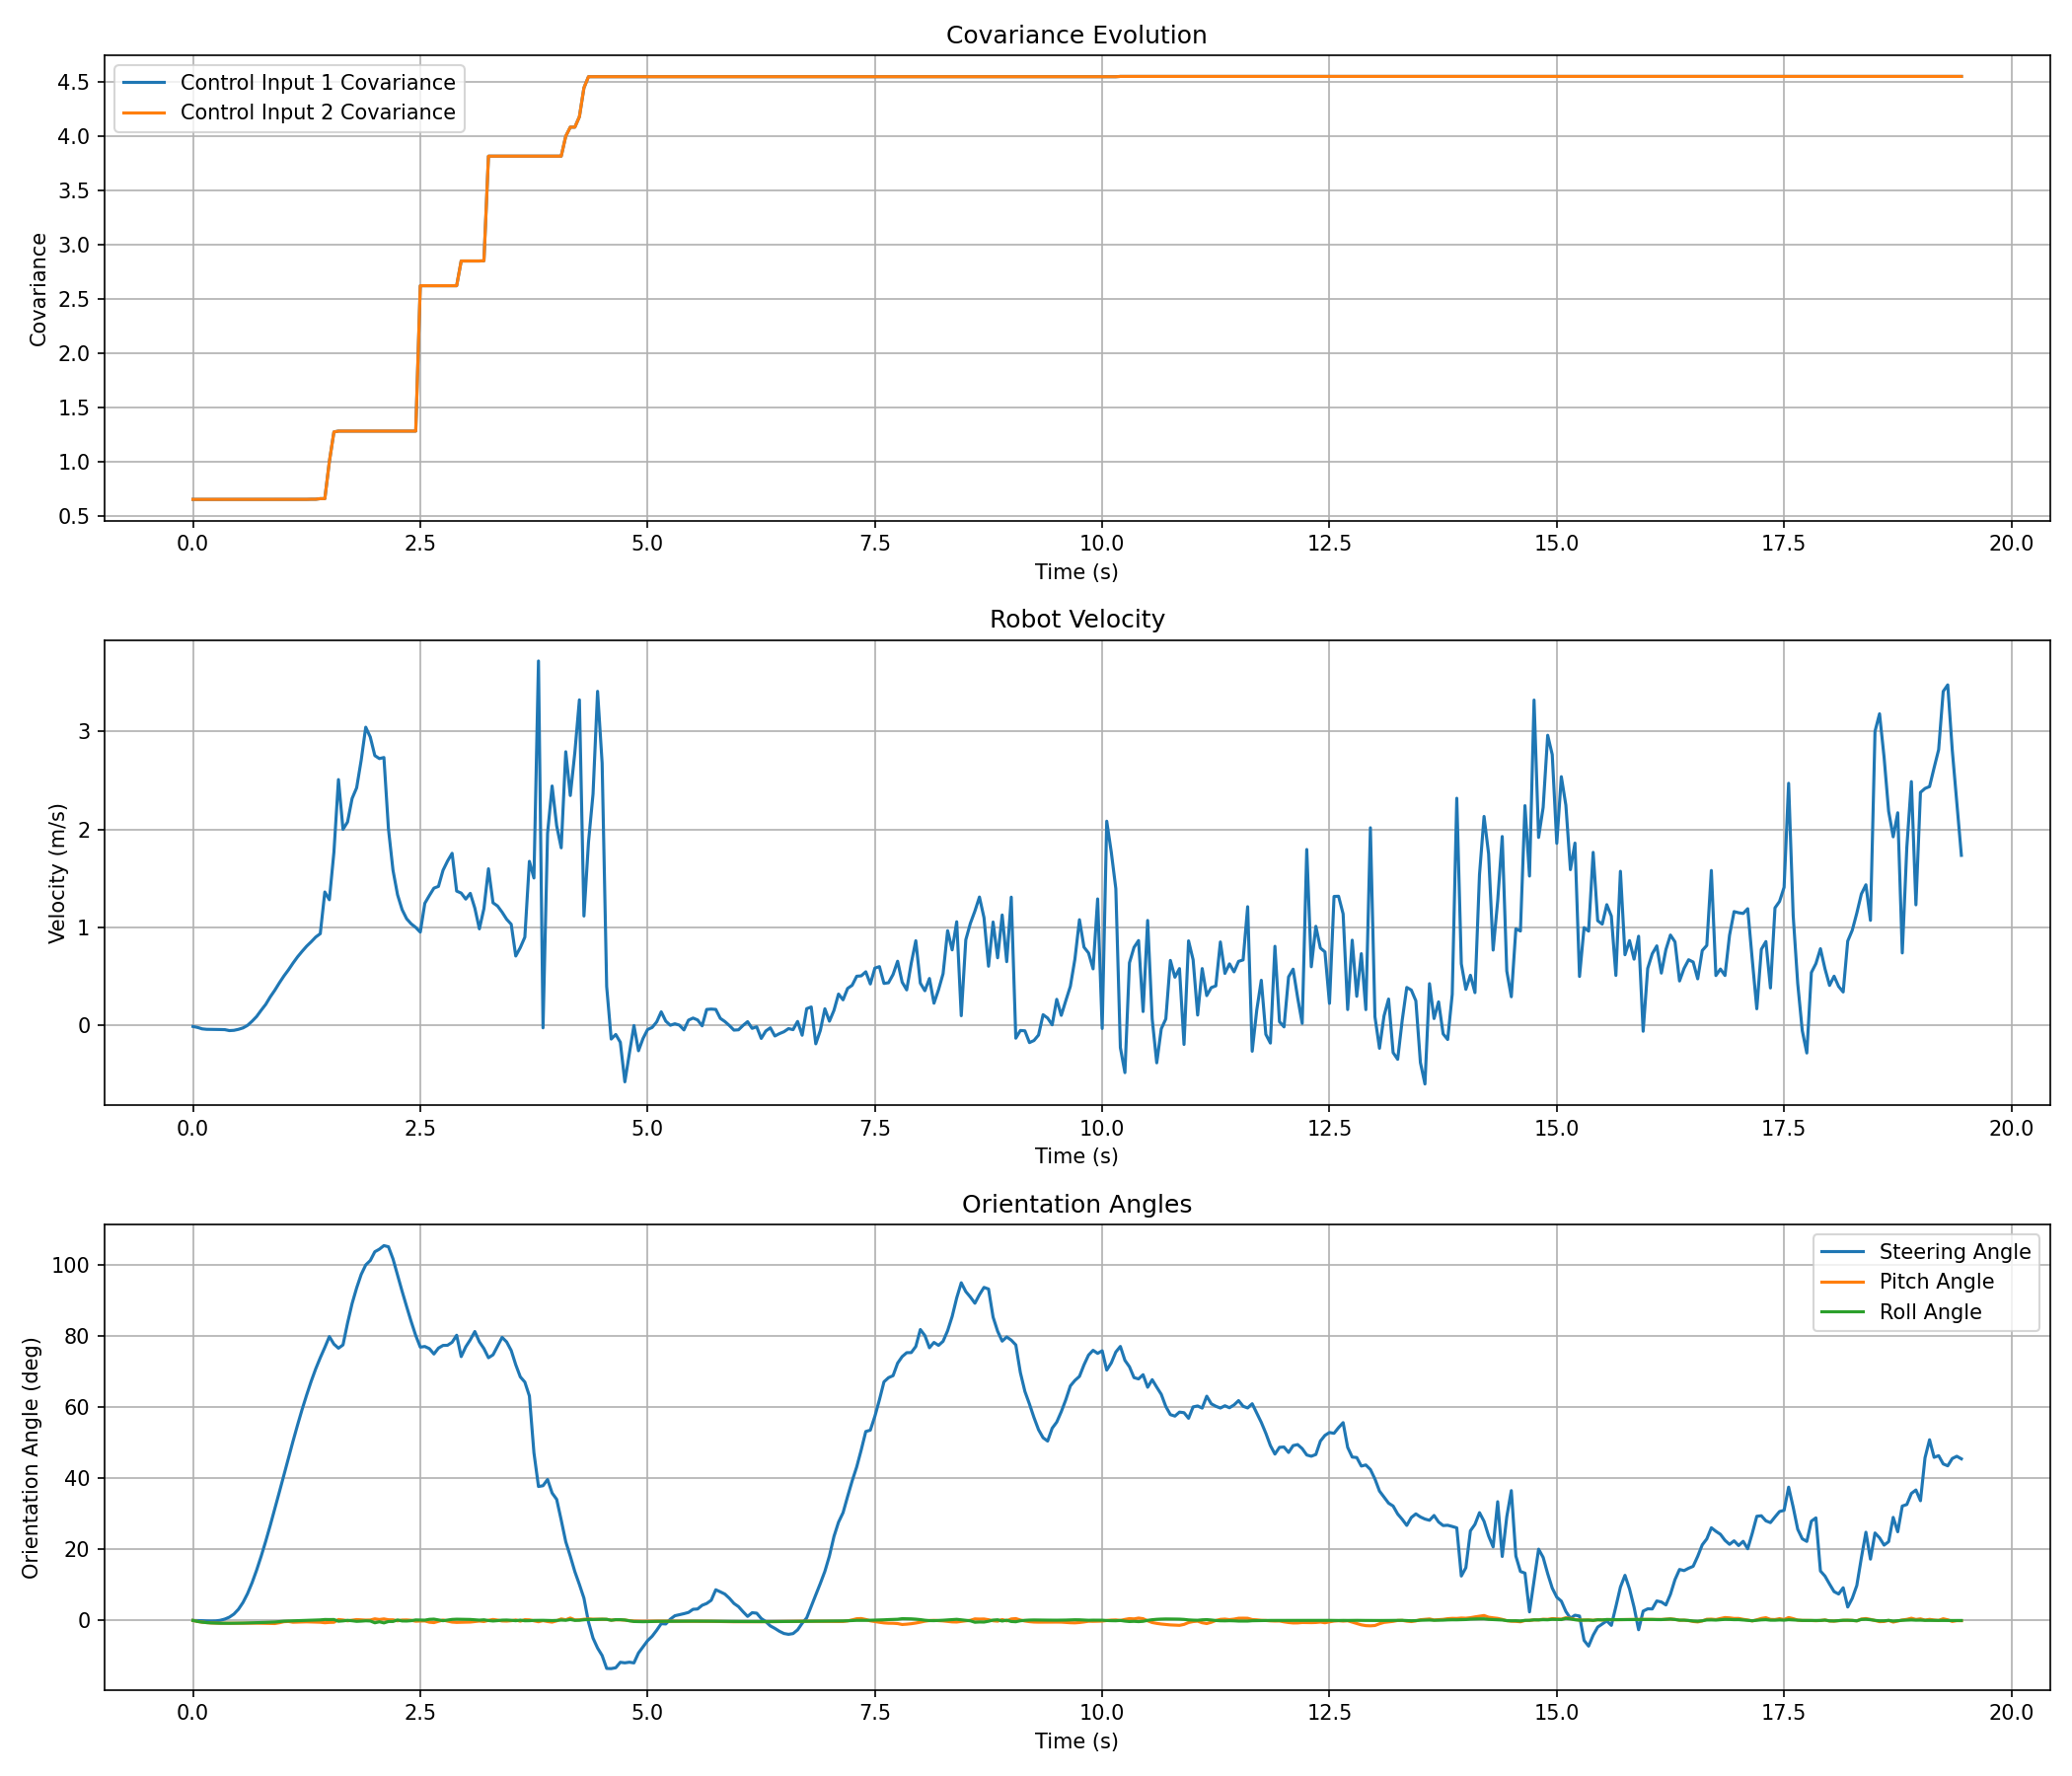 Covariance Evolution
Control Input 1 Covariance
Control Input 2 Covariance
4.5
4.0
3.5
3.0
2.5
2.0
1.5
1.0
0.5
Covariance
0.0 2.5 5.0 7.5 10.0 12.5 15.0 17.5 20.0
Time (s)
Robot Velocity
3
2
1
0
Velocity (m/s)
0.0 2.5 5.0 7.5 10.0 12.5 15.0 17.5 20.0
Time (s)
Orientation Angles
Steering Angle
Pitch Angle
Roll Angle
100
80
60
40
20
0
Orientation Angle (deg)
0.0 2.5 5.0 7.5 10.0 12.5 15.0 17.5 20.0
Time (s)